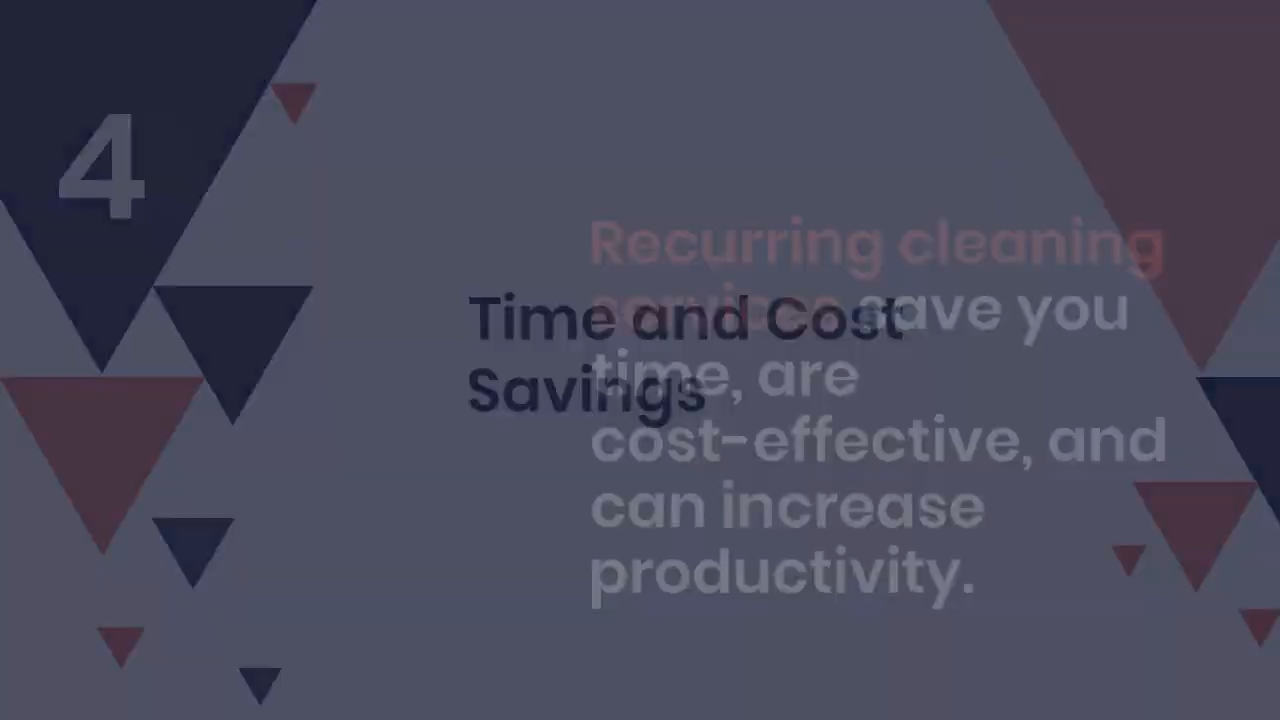 4
Time and Cost
Savings
Recurring cleaning
services save you
time, are
cost-effective, and
can increase
productivity.